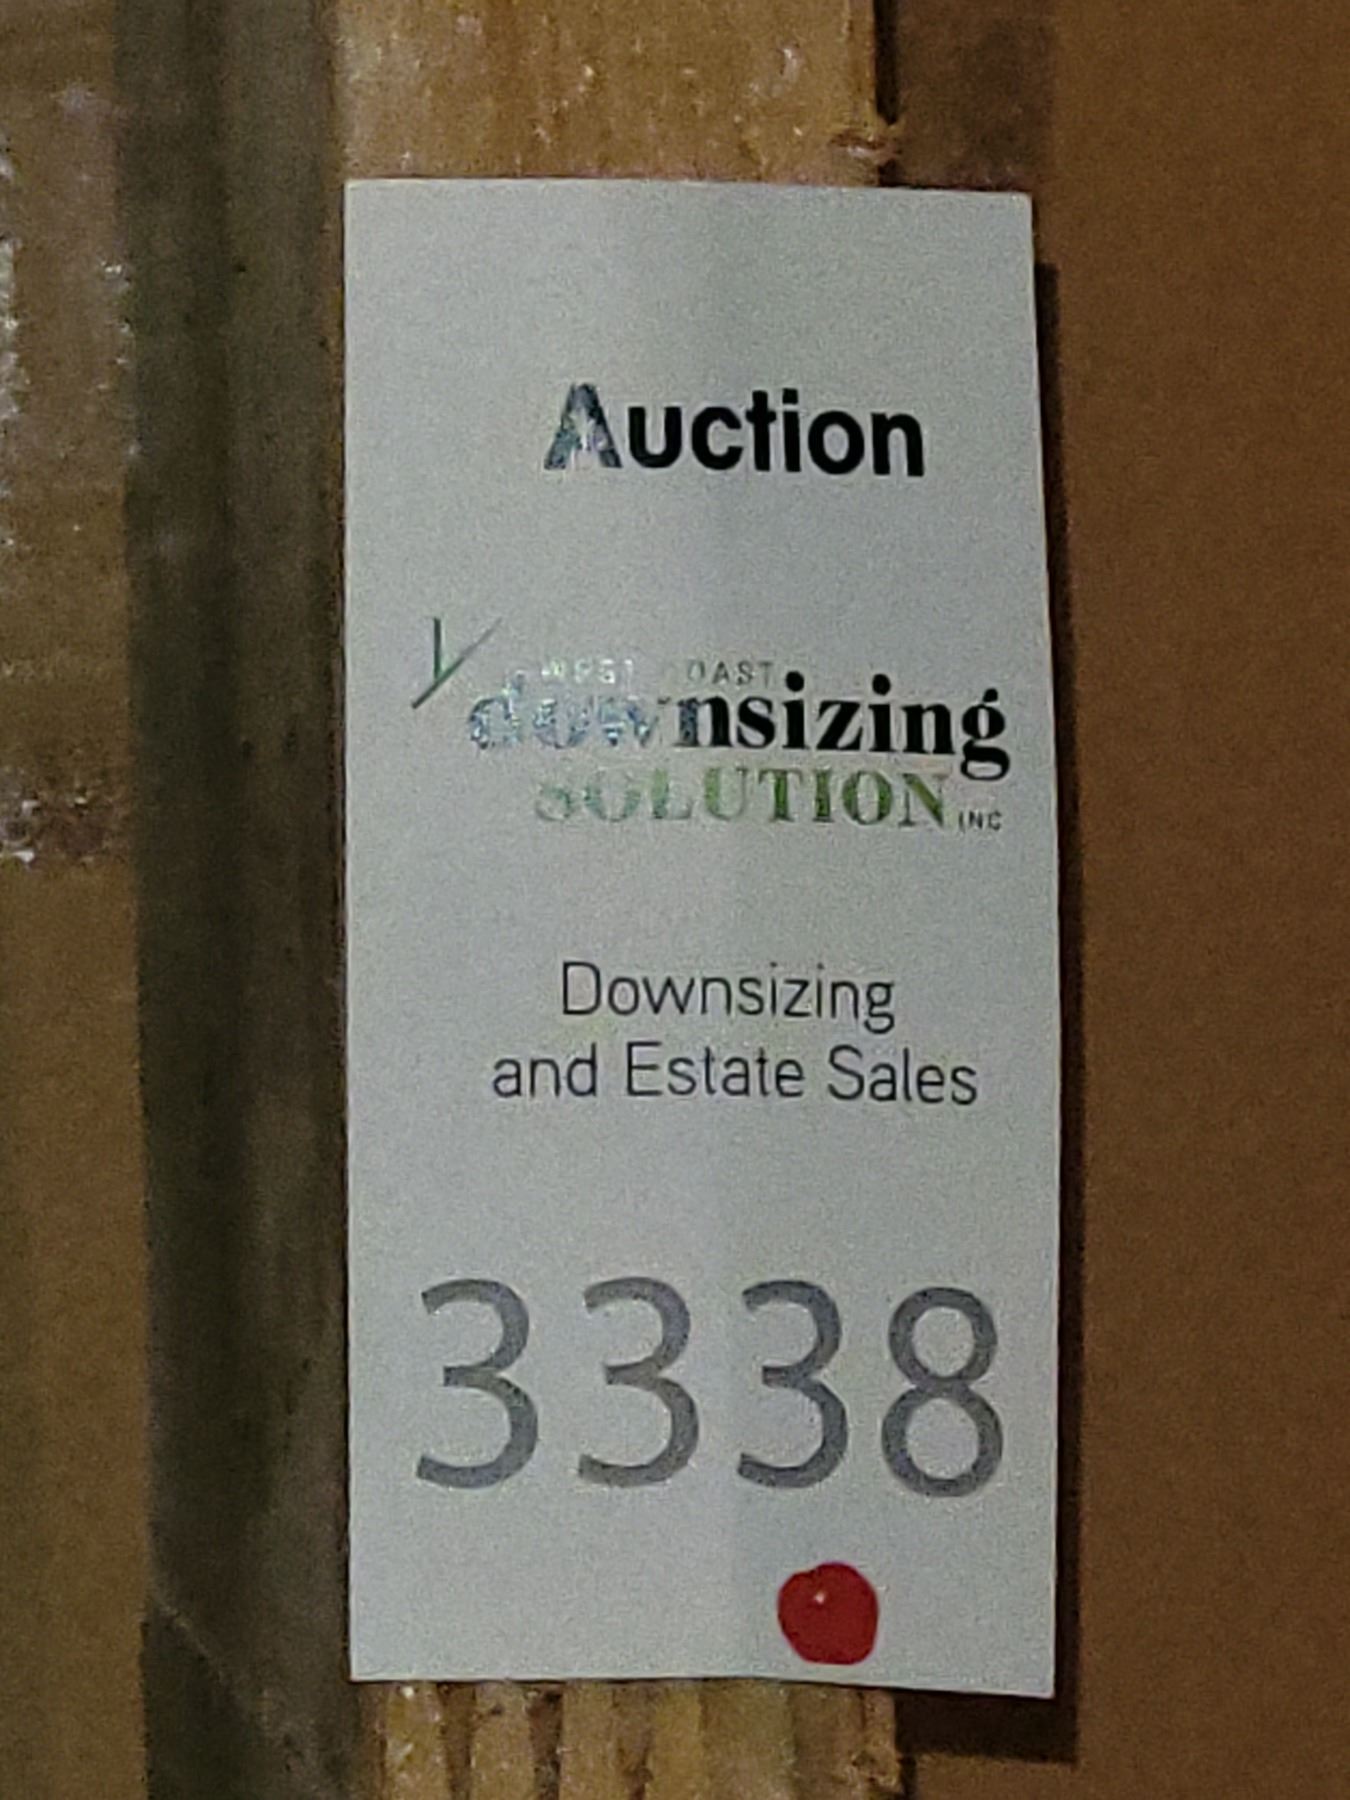 Auction
WEST COAST
downsizing
SOLUTION INC
Downsizing
and Estate Sales
3338